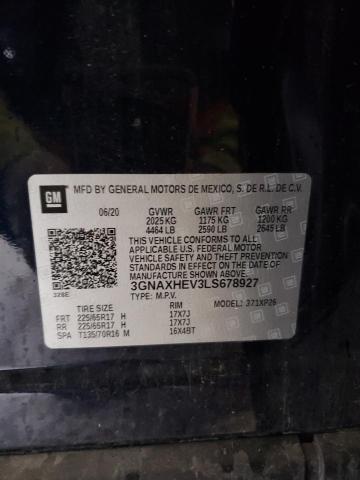 GM
MFD BY GENERAL MOTORS DE MEXICO, S. DE R.L. DE C.V.
06/20 GVWR GAWR FRT GAWR RR
2025 KG 1175 KG 1200 KG
4464 LB 2590 LB 2645 LB
THIS VEHICLE CONFORMS TO ALL
APPLICABLE U.S. FEDERAL MOTOR
VEHICLE SAFETY, BUMPER, AND
THEFT PREVENTION STANDARDS IN
EFFECT ON THE DATE OF
MANUFACTURE SHOWN ABOVE.
3GNAXHEV3LS678927
328E
TYPE: M.P.V. MODEL: 371XP26
TIRE SIZE RIM
FRT 225/65R17 H 17X7J
RR 225/65R17 H 17X7J
SPA T135/70R16 M 16X4BT